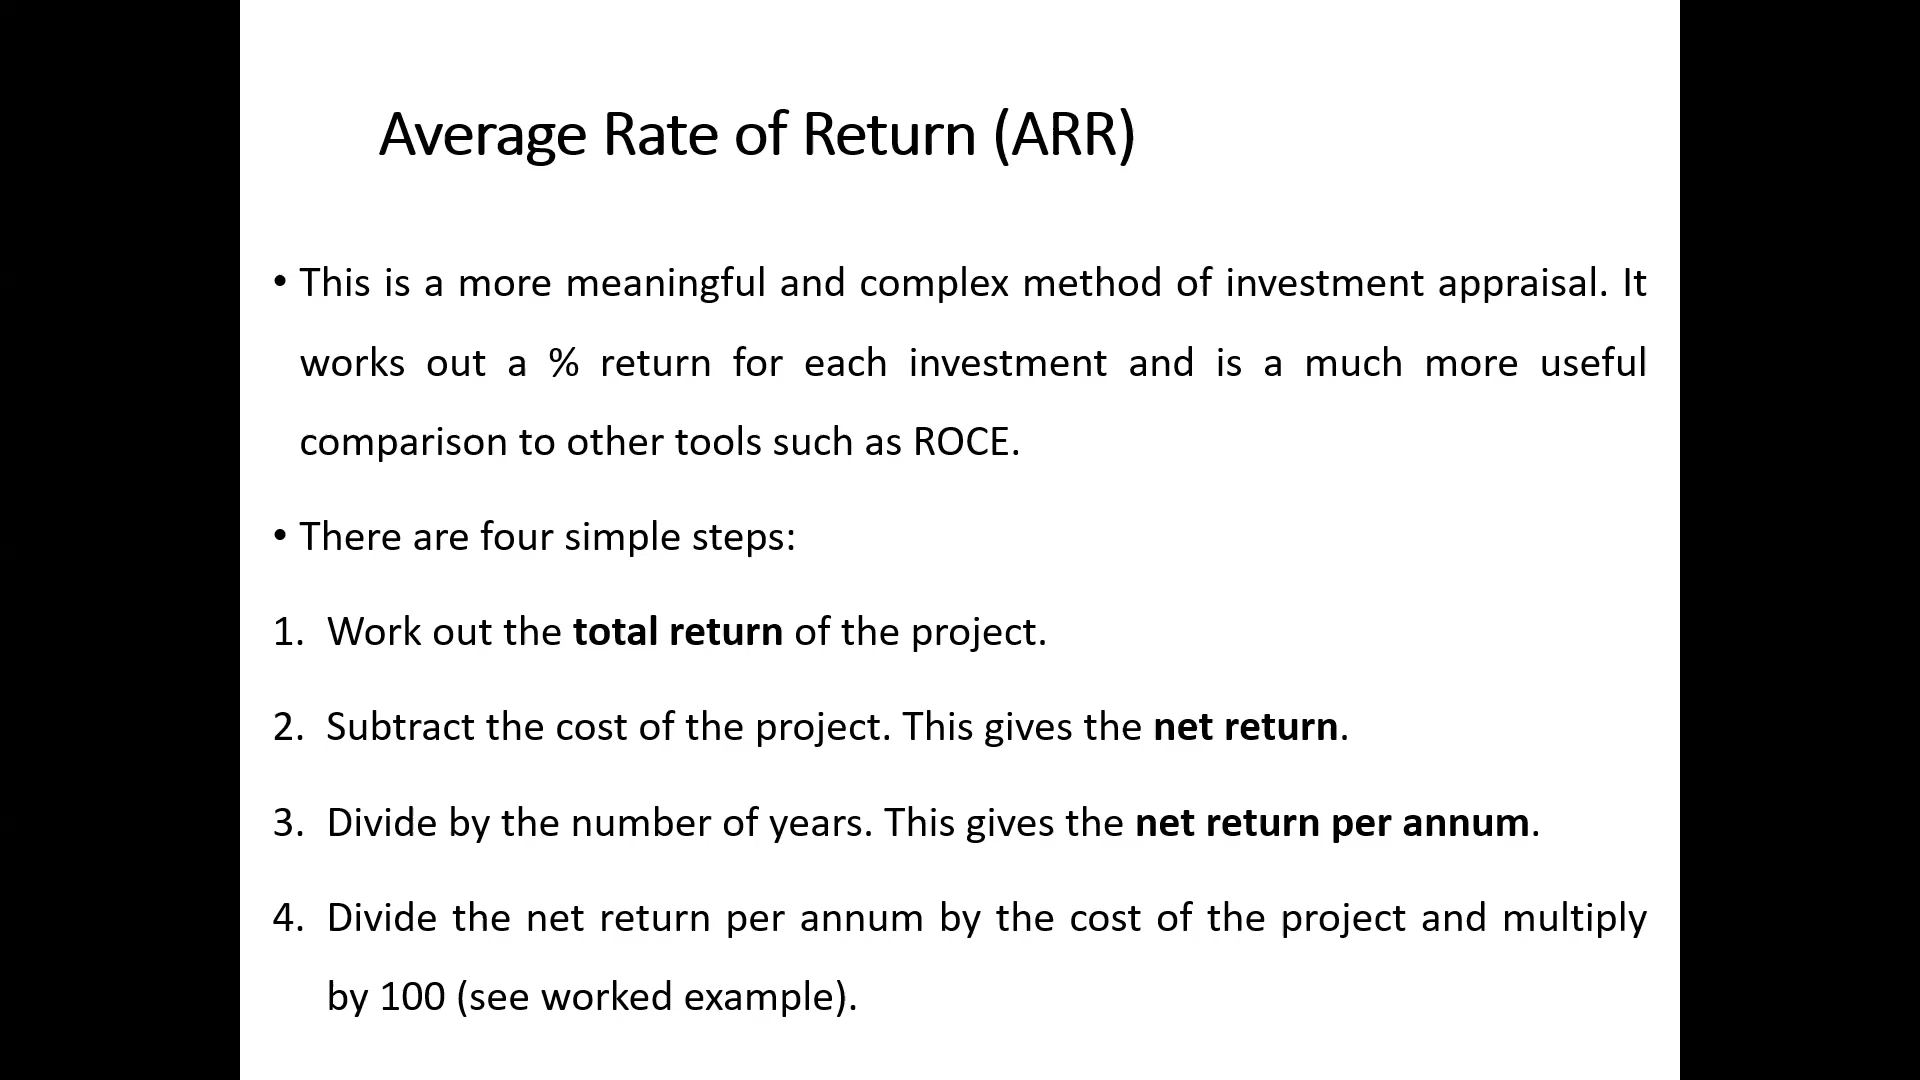 Average Rate of Return (ARR)
• This is a more meaningful and complex method of investment appraisal. It
works out a % return for each investment and is a much more useful
comparison to other tools such as ROCE.
• There are four simple steps:
1. Work out the total return of the project.
2. Subtract the cost of the project. This gives the net return.
3. Divide by the number of years. This gives the net return per annum.
4. Divide the net return per annum by the cost of the project and multiply
by 100 (see worked example).